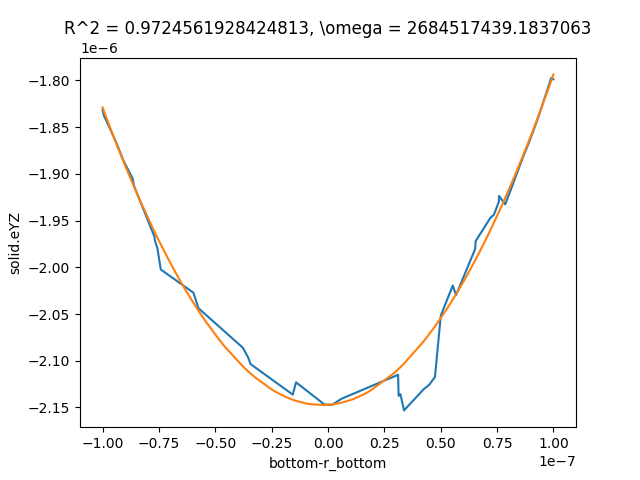 R^2 = 0.9724561928424813, \omega = 2684517439.1837063
1e−6
−1.80
−1.85
−1.90
−1.95
−2.00
−2.05
−2.10
−2.15
solid.eYZ
−1.00 −0.75 −0.50 −0.25 0.00 0.25 0.50 0.75 1.00
bottom-r_bottom
1e−7